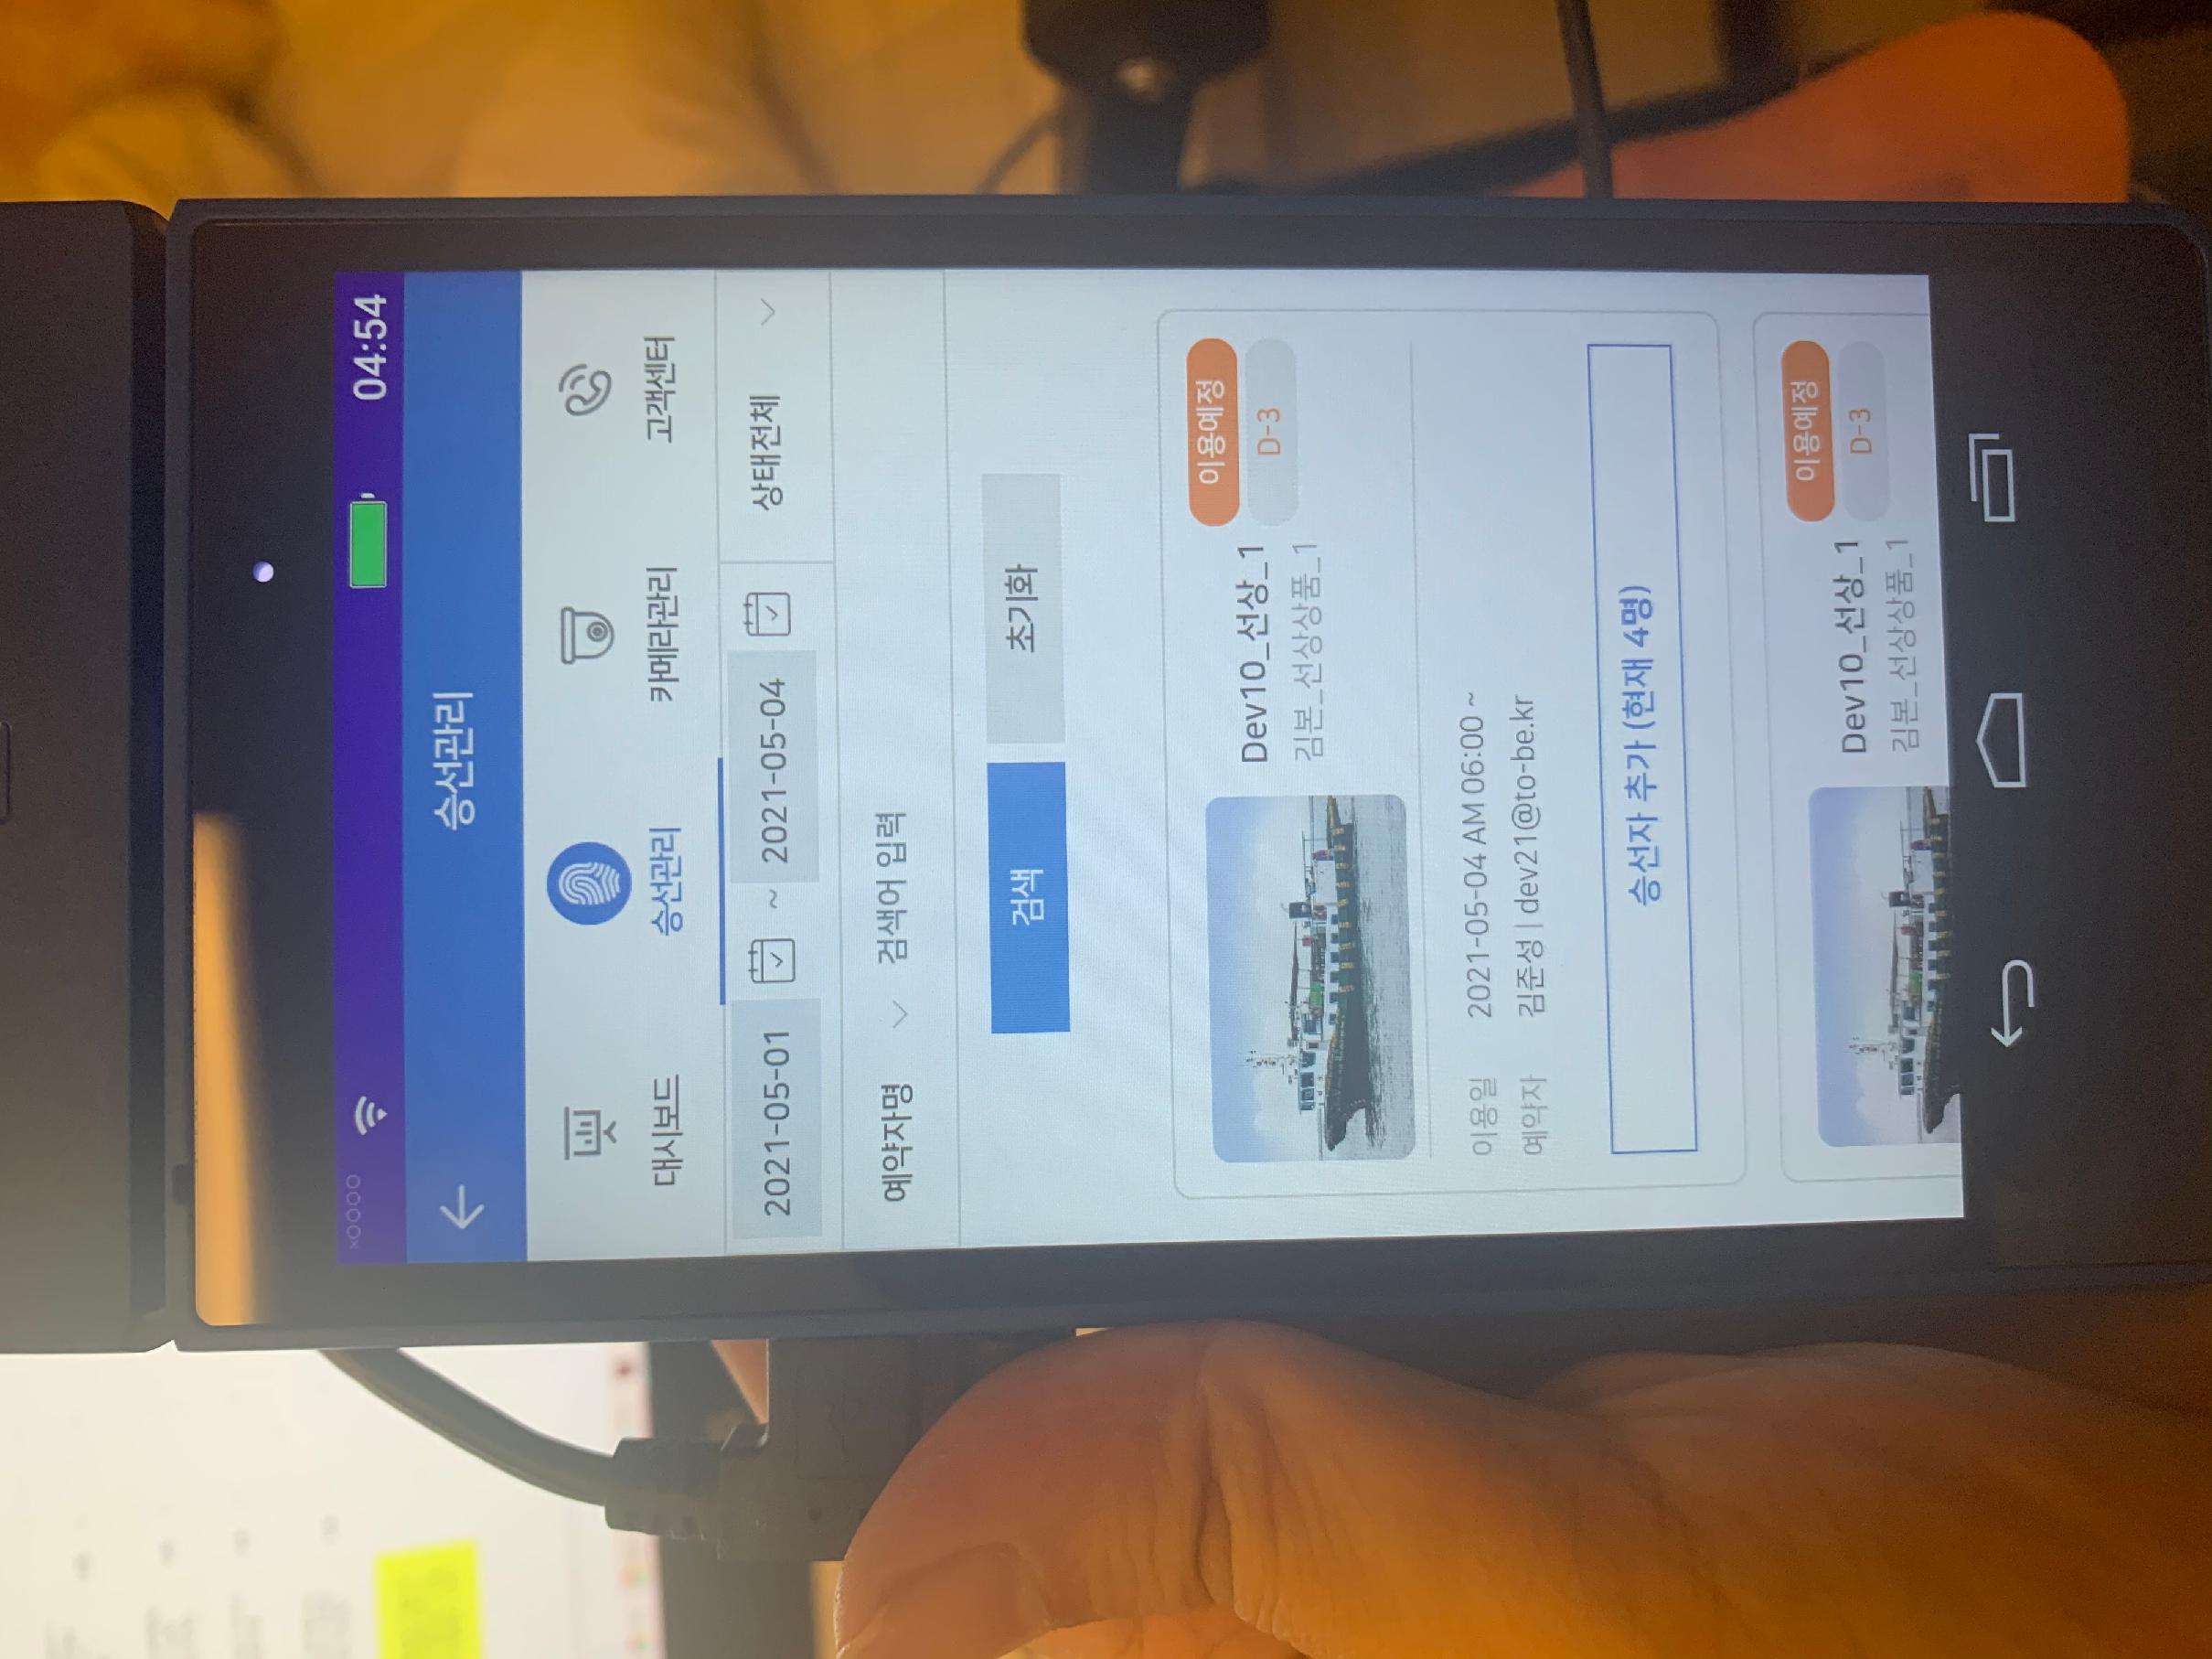 04:54
승선관리
대시보드 승선관리 카메라관리 고객센터
2021-05-01 ~ 2021-05-04 상태전체
예약자명 검색어 입력
검색 초기화
Dev10_선상_1 이용예정
김본_선상상품_1 D-3
이용일 2021-05-04 AM 06:00 ~
예약자 김준성 | dev21@to-be.kr
승선자 추가 (현재 4명)
Dev10_선상_1 이용예정
김본_선상상품_1 D-3